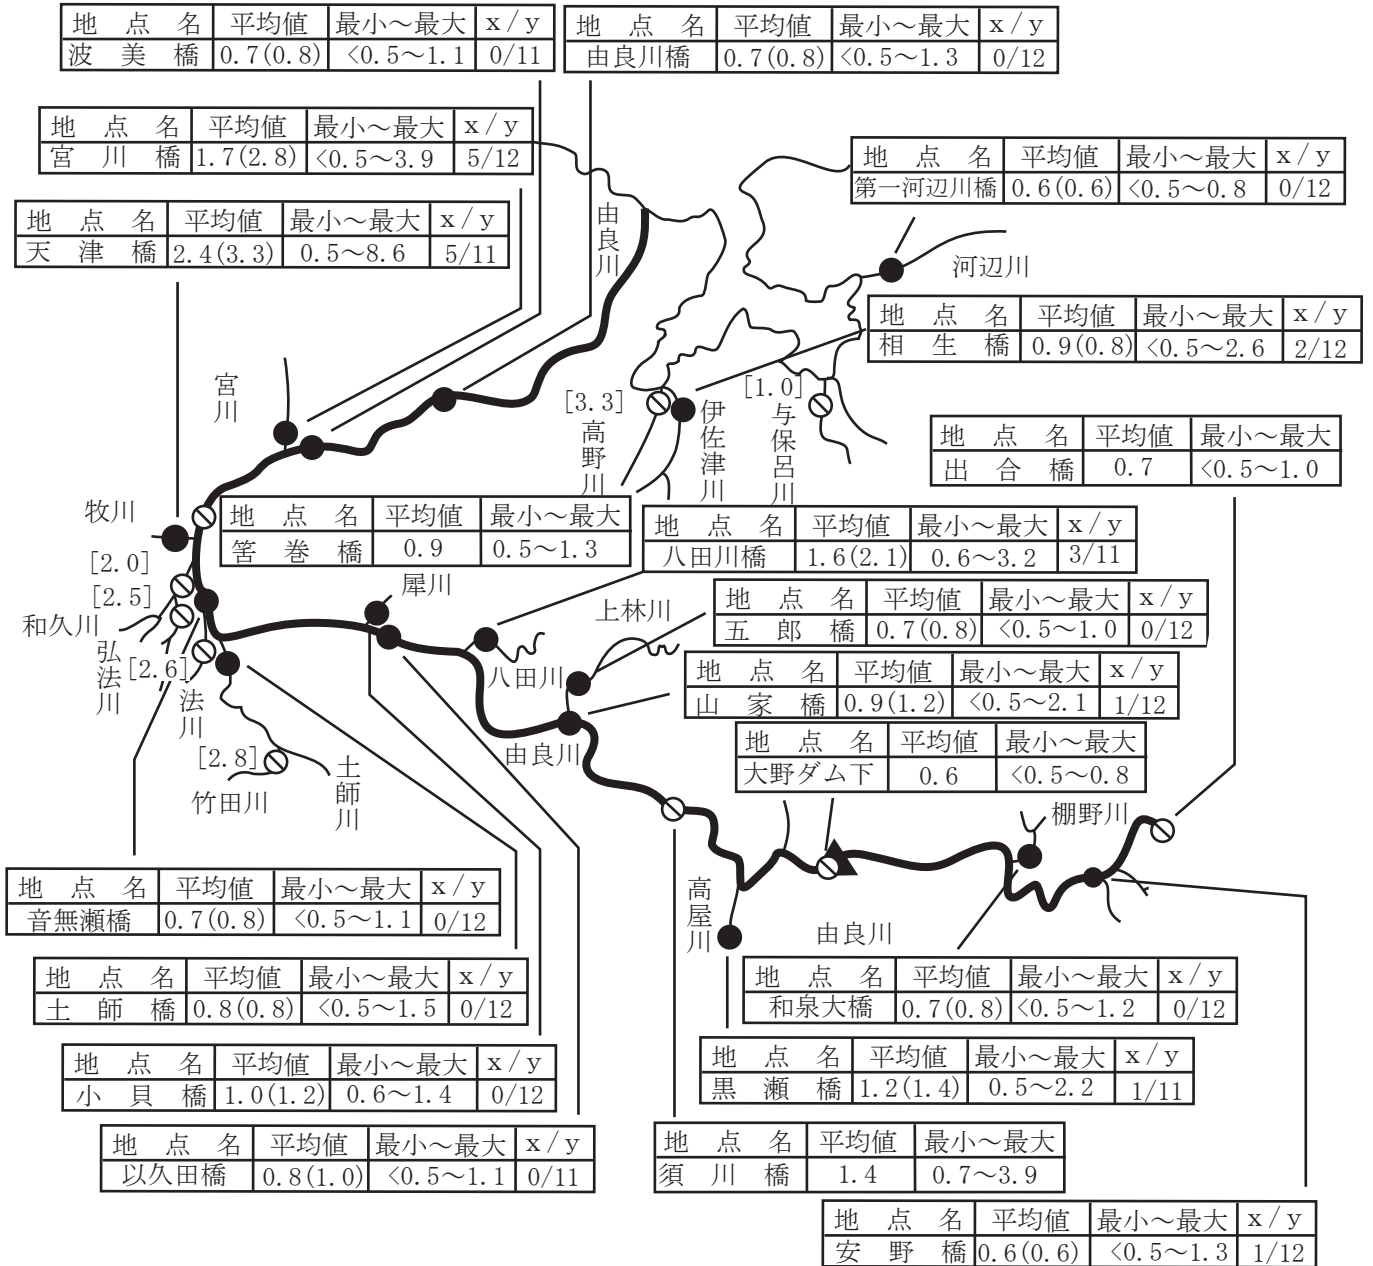 地 点 名 平均値 最小～最大 x/y
波 美 橋 0.7(0.8) <0.5～1.1 0/11
地 点 名 平均値 最小～最大 x/y
由良川橋 0.7(0.8) <0.5～1.3 0/12
地 点 名 平均値 最小～最大 x/y
宮 川 橋 1.7(2.8) <0.5～3.9 5/12
地 点 名 平均値 最小～最大 x/y
第一河辺川橋 0.6(0.6) <0.5～0.8 0/12
地 点 名 平均値 最小～最大 x/y
天 津 橋 2.4(3.3) 0.5～8.6 5/11
由良川
河辺川
地 点 名 平均値 最小～最大 x/y
相 生 橋 0.9(0.8) <0.5～2.6 2/12
宮川
[3.3]
高野川
伊佐津川
[1.0]
与保呂川
地 点 名 平均値 最小～最大
出 合 橋 0.7 <0.5～1.0
牧川
地 点 名 平均値 最小～最大
筈 巻 橋 0.9 0.5～1.3
地 点 名 平均値 最小～最大 x/y
八田川橋 1.6(2.1) 0.6～3.2 3/11
[2.0]
[2.5]
和久川
弘法川
[2.6]
法川
犀川
上林川
地 点 名 平均値 最小～最大 x/y
五 郎 橋 0.7(0.8) <0.5～1.0 0/12
八田川
地 点 名 平均値 最小～最大 x/y
山 家 橋 0.9(1.2) <0.5～2.1 1/12
由良川
地 点 名 平均値 最小～最大
大野ダム下 0.6 <0.5～0.8
[2.8]
竹田川
土師川
棚野川
地 点 名 平均値 最小～最大 x/y
音無瀬橋 0.7(0.8) <0.5～1.1 0/12
高屋川
由良川
地 点 名 平均値 最小～最大 x/y
土 師 橋 0.8(0.8) <0.5～1.5 0/12
地 点 名 平均値 最小～最大 x/y
和泉大橋 0.7(0.8) <0.5～1.2 0/12
地 点 名 平均値 最小～最大 x/y
小 貝 橋 1.0(1.2) 0.6～1.4 0/12
地 点 名 平均値 最小～最大 x/y
黒 瀬 橋 1.2(1.4) 0.5～2.2 1/11
地 点 名 平均値 最小～最大 x/y
以久田橋 0.8(1.0) <0.5～1.1 0/11
地 点 名 平均値 最小～最大
須 川 橋 1.4 0.7～3.9
地 点 名 平均値 最小～最大 x/y
安 野 橋 0.6(0.6) <0.5～1.3 1/12